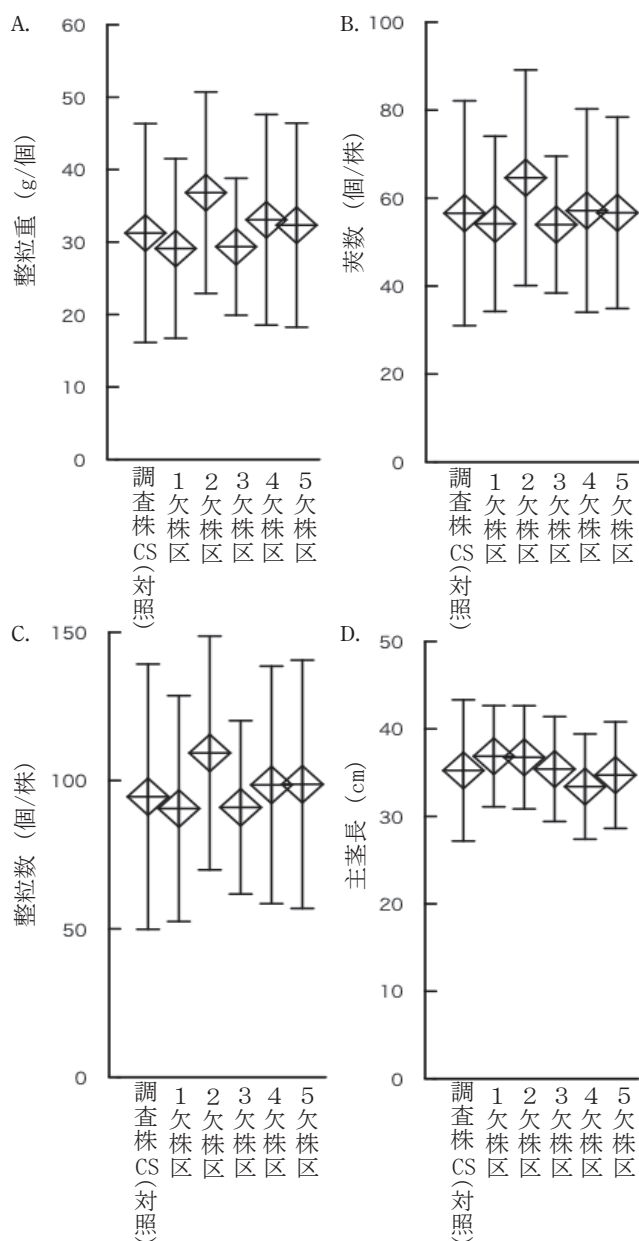 A.
60
50
40
30
20
10
0
整粒重 (g/個)
調査株CS(対照)
1欠株区
2欠株区
3欠株区
4欠株区
5欠株区
B.
100
80
60
40
20
0
莢数 (個/株)
調査株CS(対照)
1欠株区
2欠株区
3欠株区
4欠株区
5欠株区
C.
150
100
50
0
整粒数 (個/株)
調査株CS(対照)
1欠株区
2欠株区
3欠株区
4欠株区
5欠株区
D.
50
40
30
20
10
0
主茎長 (cm)
調査株CS(対照)
1欠株区
2欠株区
3欠株区
4欠株区
5欠株区